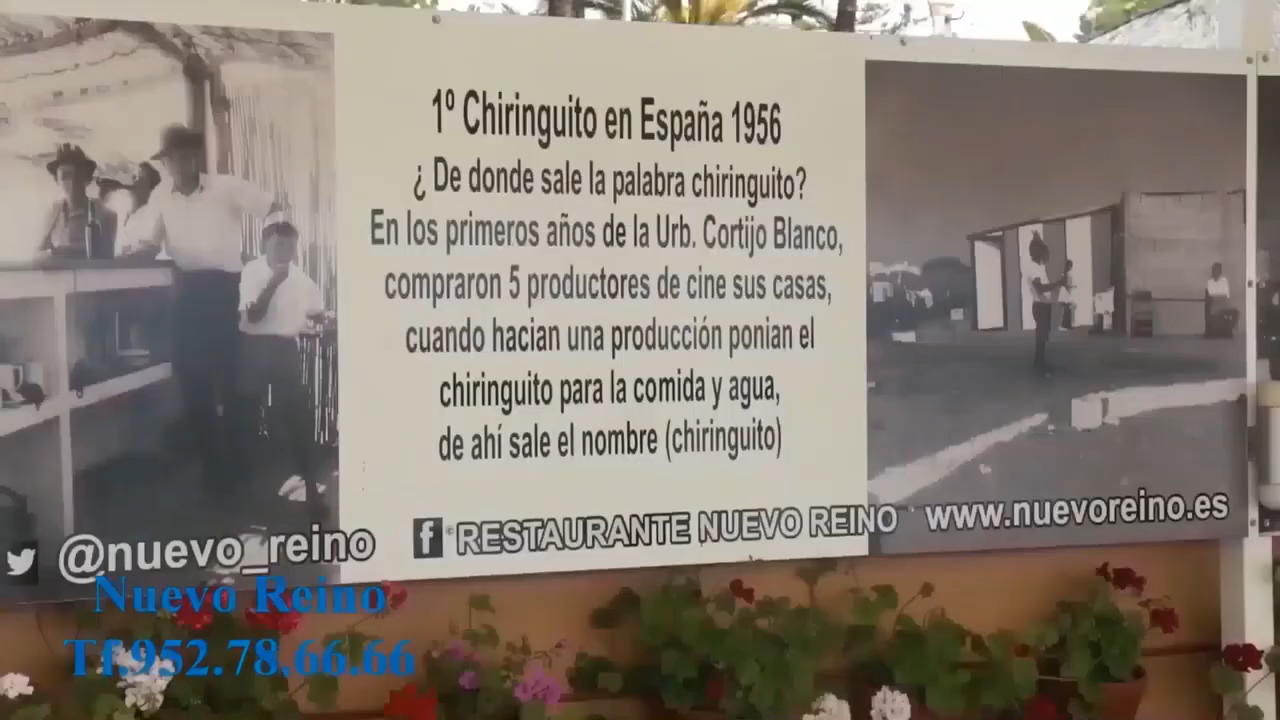 1º Chiringuito en España 1956
¿ De donde sale la palabra chiringuito?
En los primeros años de la Urb. Cortijo Blanco,
compraron 5 productores de cine sus casas,
cuando hacian una producción ponian el
chiringuito para la comida y agua,
de ahí sale el nombre (chiringuito)
@nuevo_reino
f RESTAURANTE NUEVO REINO
www.nuevoreino.es
Nuevo Reino
Tf.952.78.66.66